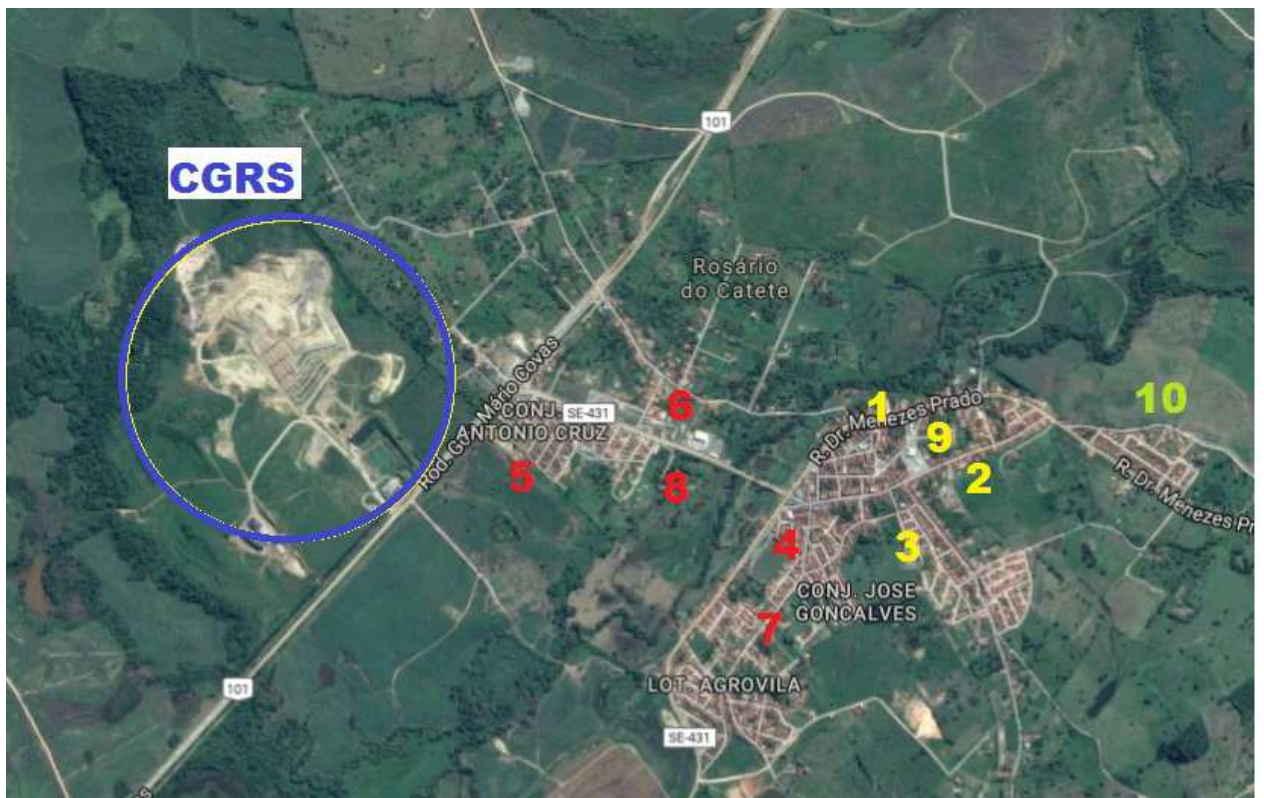 101
CGRS
Rosário
do Catete
Rod. Gov. Mário Covas
CONJ.
ANTONIO CRUZ
SE-431
6
1
R. Dr. Menezes Prado
9
10
5
8
2
R. Dr. Menezes Pr
4
3
CONJ. JOSE
GONCALVES
7
LOT. AGROVILA
101
SE-431